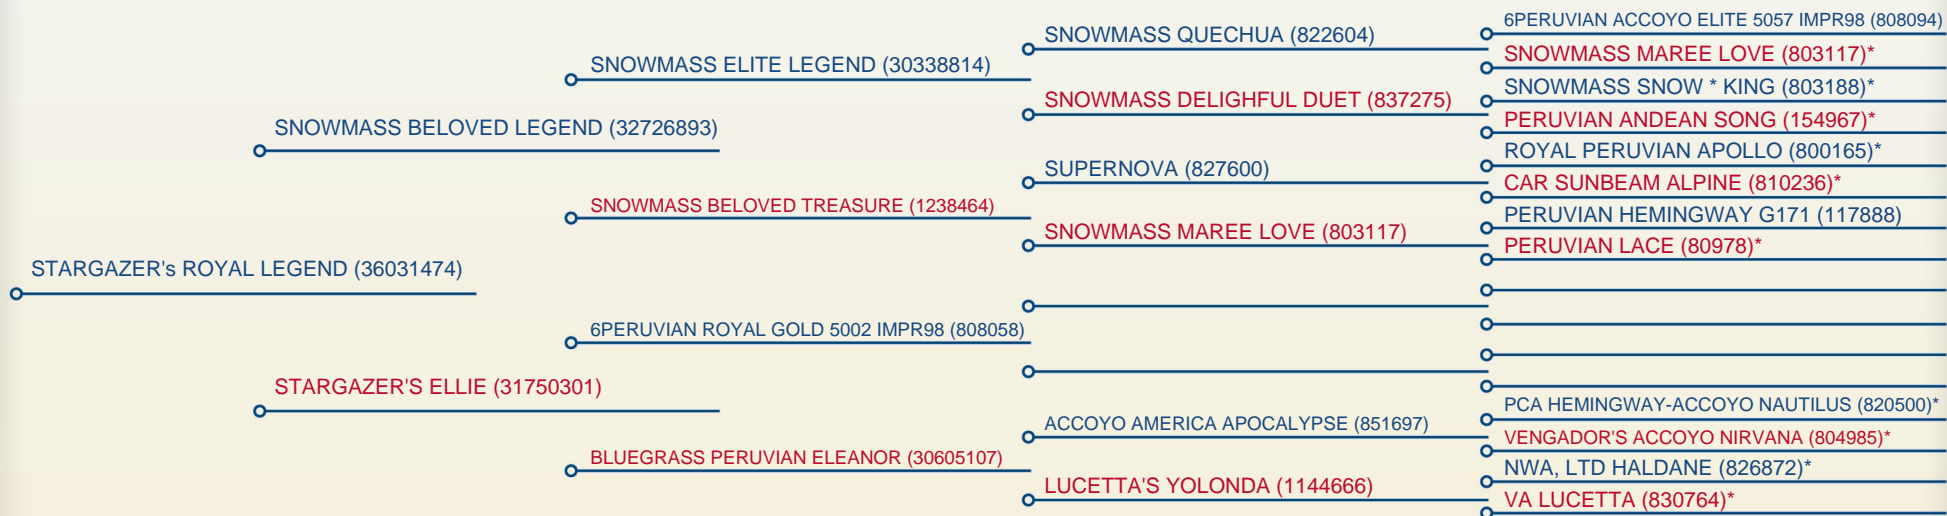 6PERUVIAN ACCOYO ELITE 5057 IMPR98 (808094)
SNOWMASS QUECHUA (822604)
SNOWMASS MAREE LOVE (803117)*
SNOWMASS ELITE LEGEND (30338814)
SNOWMASS SNOW * KING (803188)*
SNOWMASS DELIGHFUL DUET (837275)
PERUVIAN ANDEAN SONG (154967)*
SNOWMASS BELOVED LEGEND (32726893)
ROYAL PERUVIAN APOLLO (800165)*
SUPERNOVA (827600)
CAR SUNBEAM ALPINE (810236)*
SNOWMASS BELOVED TREASURE (1238464)
PERUVIAN HEMINGWAY G171 (117888)
SNOWMASS MAREE LOVE (803117)
PERUVIAN LACE (80978)*
STARGAZER's ROYAL LEGEND (36031474)
6PERUVIAN ROYAL GOLD 5002 IMPR98 (808058)
STARGAZER'S ELLIE (31750301)
PCA HEMINGWAY-ACCOYO NAUTILUS (820500)*
ACCOYO AMERICA APOCALYPSE (851697)
VENGADOR'S ACCOYO NIRVANA (804985)*
BLUEGRASS PERUVIAN ELEANOR (30605107)
NWA, LTD HALDANE (826872)*
LUCETTA'S YOLONDA (1144666)
VA LUCETTA (830764)*